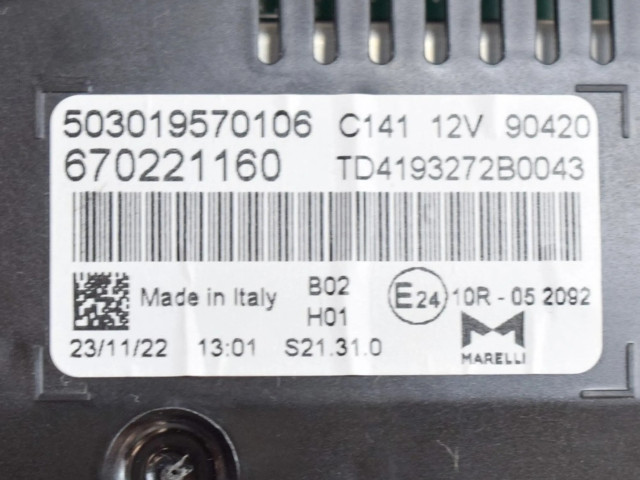 503019570106 C141 12V 90420
670221160 TD4193272B0043
Made in Italy B02 E24 10R - 05 2092
H01
23/11/22 13:01 S21.31.0 MARELLI